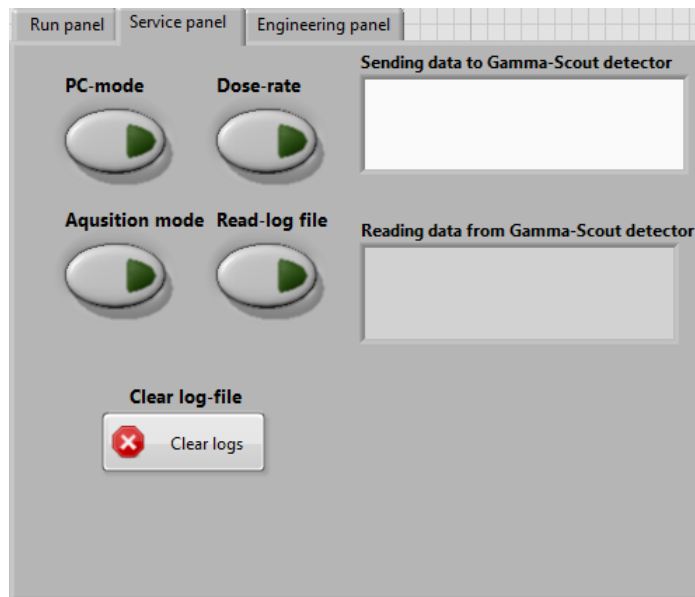 Run panel
Service panel
Engineering panel
PC-mode
Dose-rate
Sending data to Gamma-Scout detector
Aqusition mode
Read-log file
Reading data from Gamma-Scout detector
Clear log-file
Clear logs